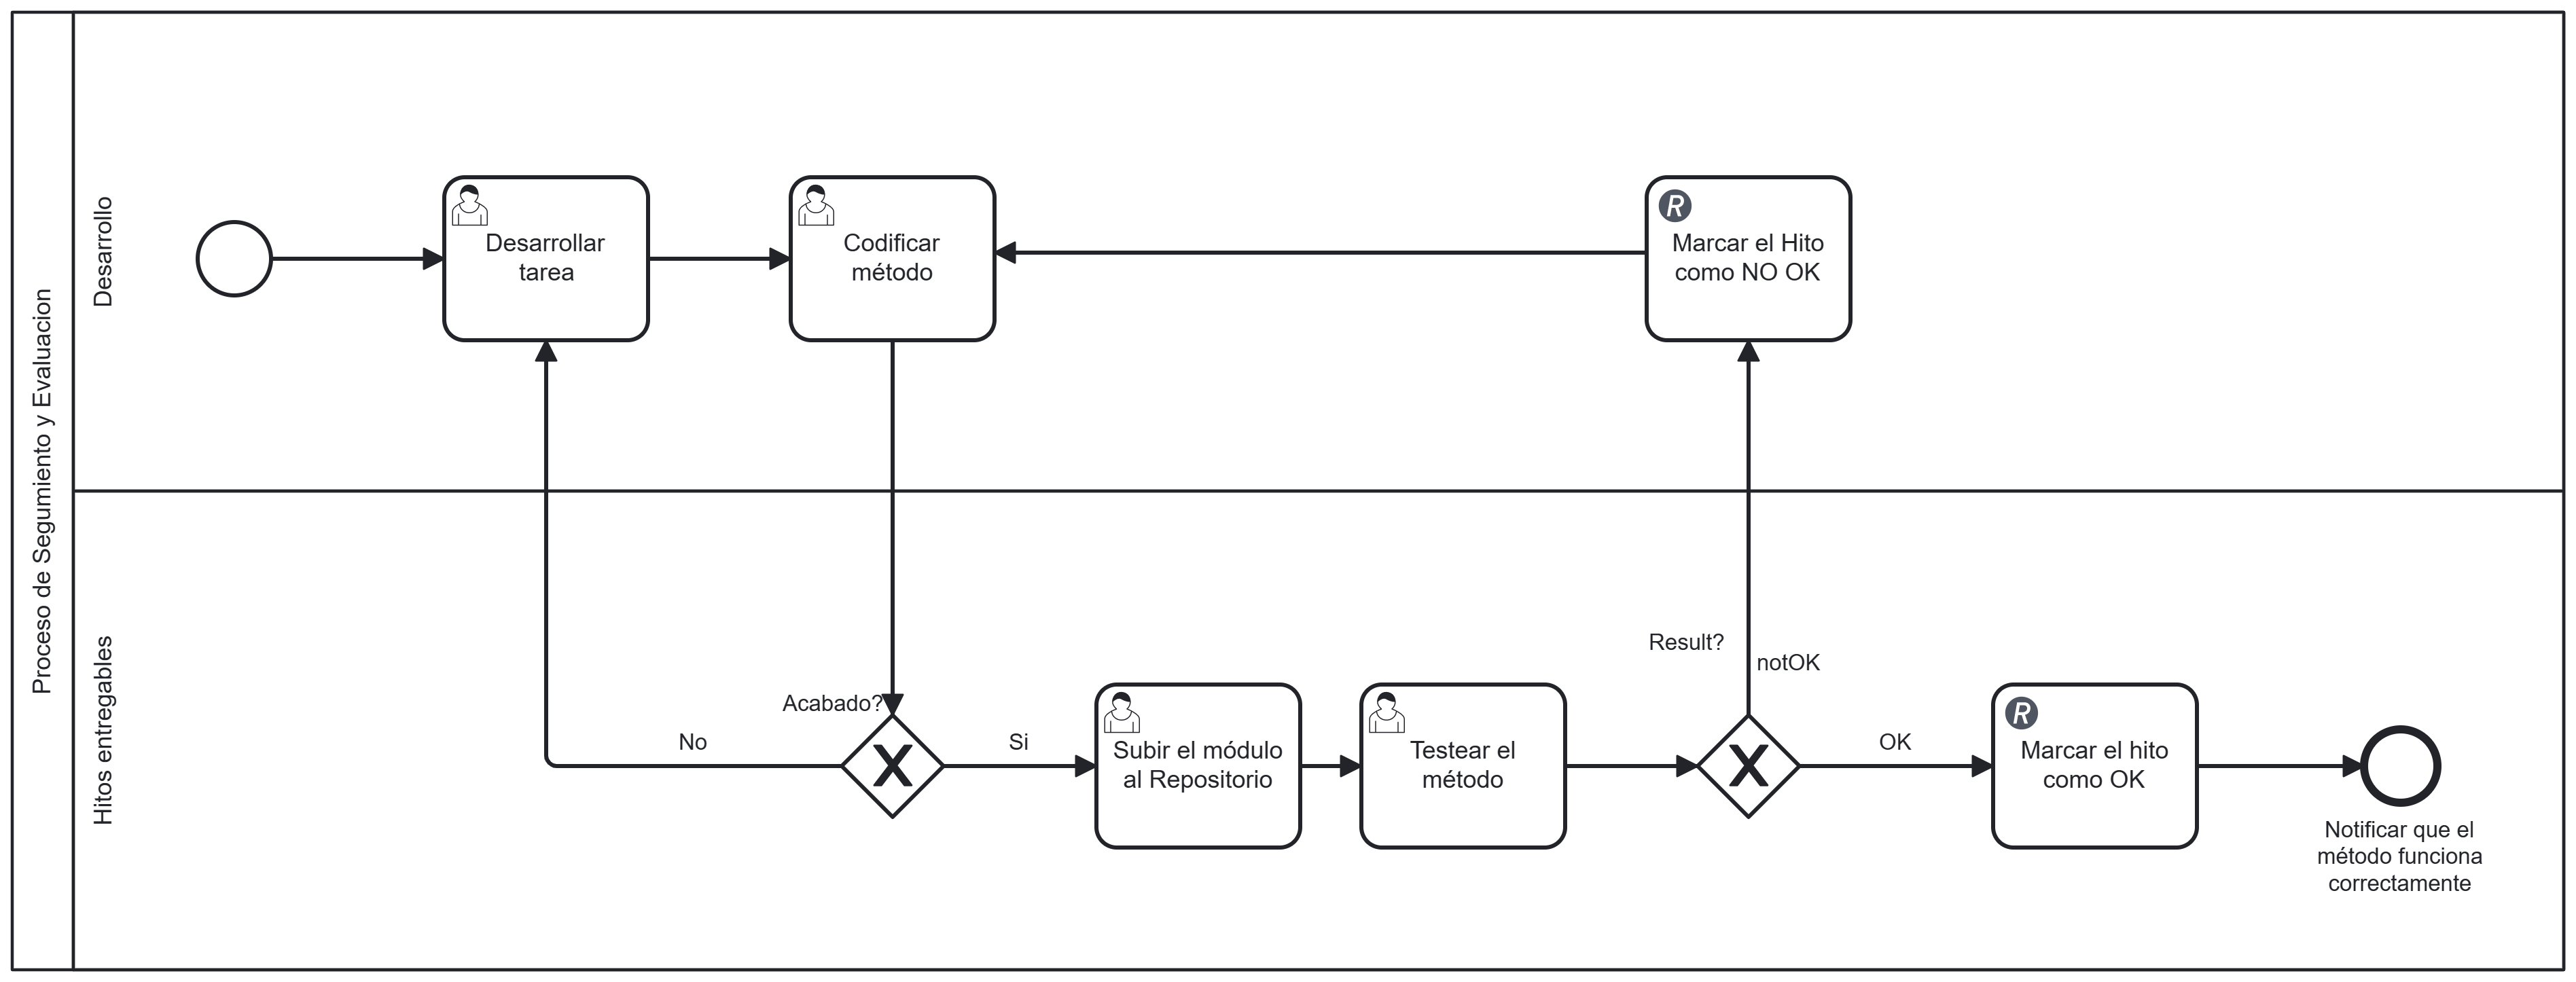 Proceso de Segumiento y Evaluacion
Desarrollo
Desarrollar
tarea
Codificar
método
R
Marcar el Hito
como NO OK
Hitos entregables
Acabado?
X
No
Si
Subir el módulo
al Repositorio
Testear el
método
Result?
notOK
X
OK
R
Marcar el hito
como OK
Notificar que el
método funciona
correctamente